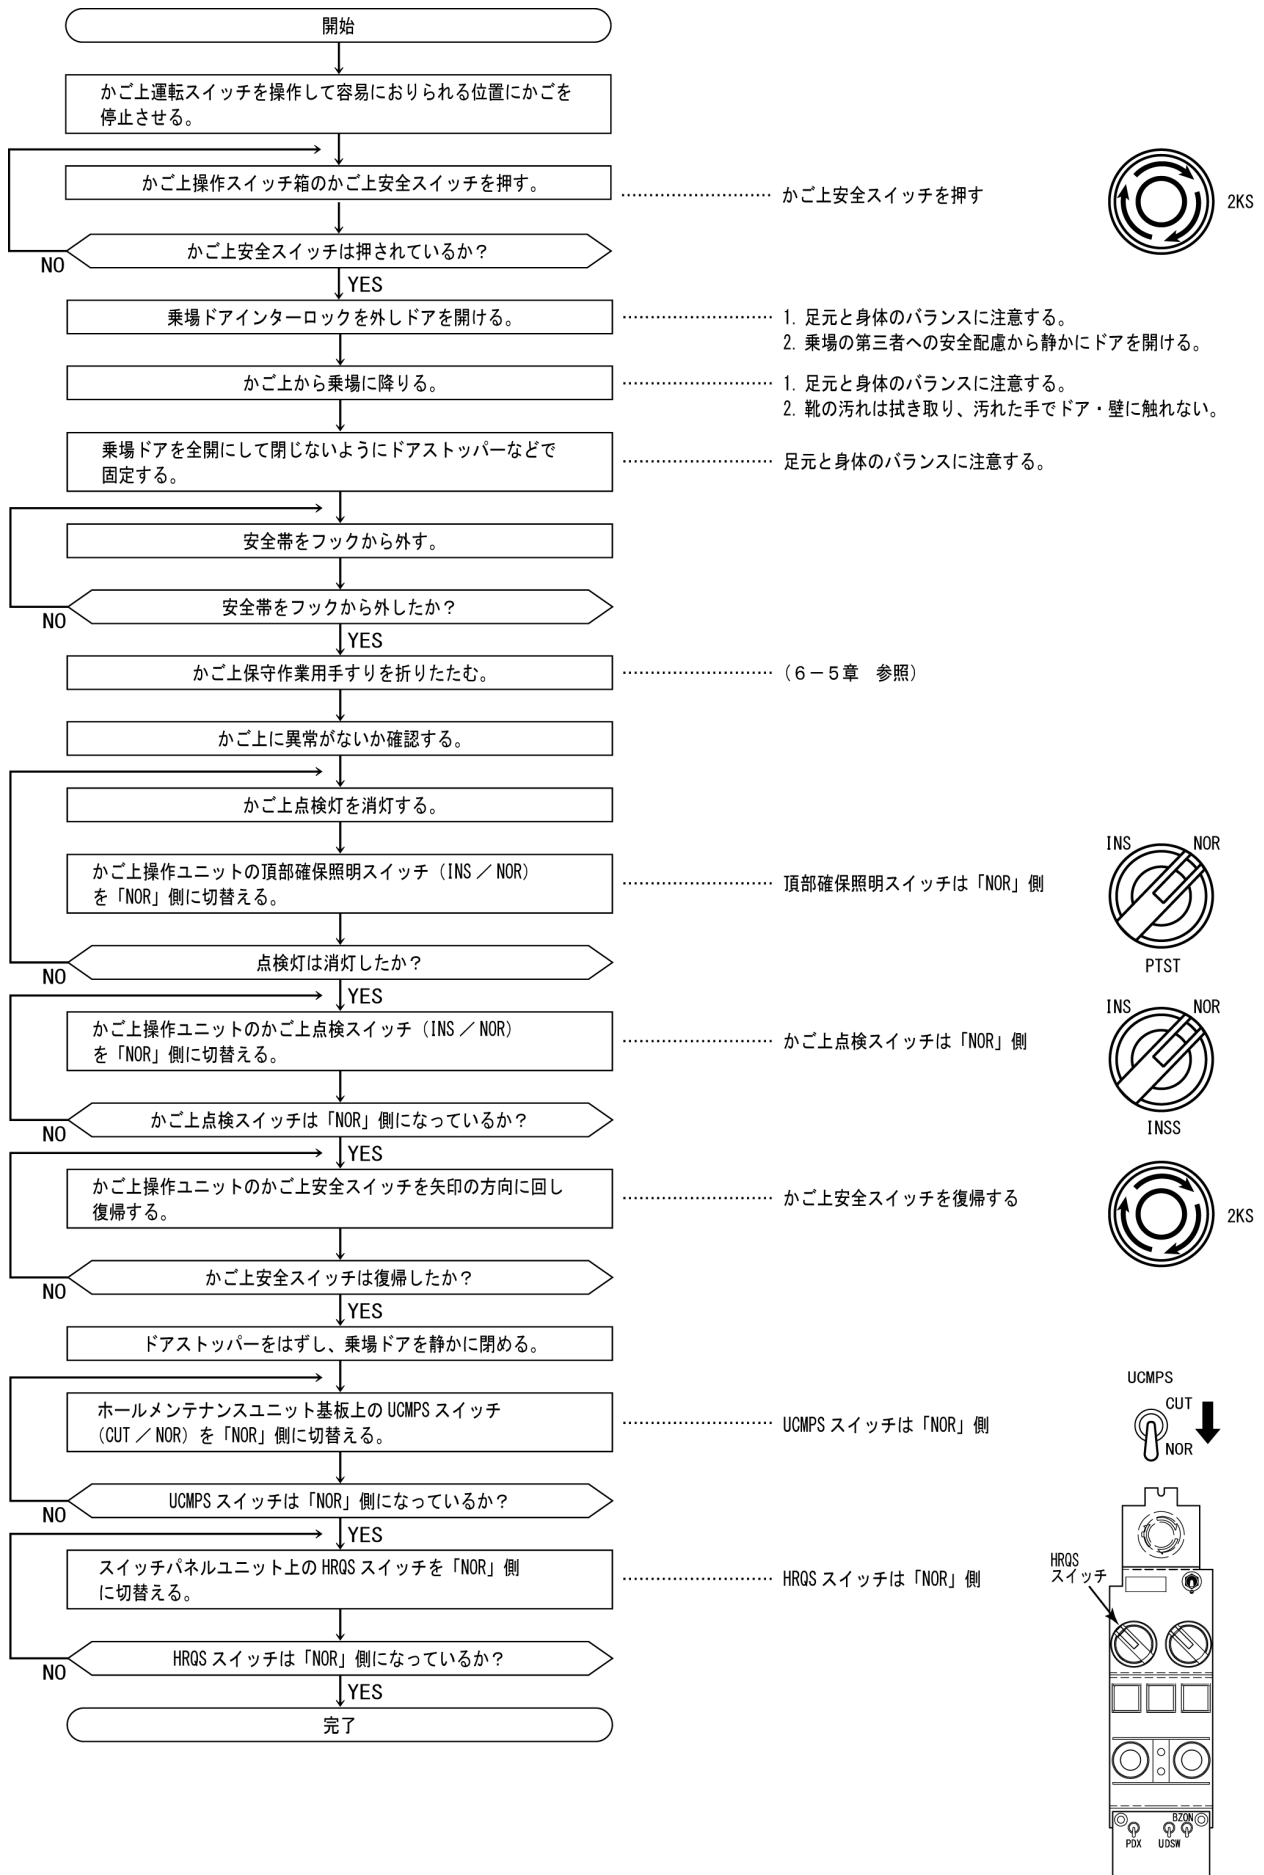 開始
かご上運転スイッチを操作して容易におりられる位置にかごを
停止させる。
かご上操作スイッチ箱のかご上安全スイッチを押す。
かご上安全スイッチを押す
2KS
かご上安全スイッチは押されているか？
NO
YES
乗場ドアインターロックを外しドアを開ける。
1. 足元と身体のバランスに注意する。
2. 乗場の第三者への安全配慮から静かにドアを開ける。
かご上から乗場に降りる。
1. 足元と身体のバランスに注意する。
2. 靴の汚れは拭き取り、汚れた手でドア・壁に触れない。
乗場ドアを全開にして閉じないようにドアストッパーなどで
固定する。
足元と身体のバランスに注意する。
安全帯をフックから外す。
安全帯をフックから外したか？
NO
YES
かご上保守作業用手すりを折りたたむ。
（６－５章　参照）
かご上に異常がないか確認する。
かご上点検灯を消灯する。
かご上操作ユニットの頂部確保照明スイッチ（INS／NOR）
を「NOR」側に切替える。
頂部確保照明スイッチは「NOR」側
INS
NOR
PTST
点検灯は消灯したか？
NO
YES
かご上操作ユニットのかご上点検スイッチ（INS／NOR）
を「NOR」側に切替える。
かご上点検スイッチは「NOR」側
INS
NOR
INSS
かご上点検スイッチは「NOR」側になっているか？
NO
YES
かご上操作ユニットのかご上安全スイッチを矢印の方向に回し
復帰する。
かご上安全スイッチを復帰する
2KS
かご上安全スイッチは復帰したか？
NO
YES
ドアストッパーをはずし、乗場ドアを静かに閉める。
ホールメンテナンスユニット基板上の UCMPS スイッチ
（CUT／NOR）を「NOR」側に切替える。
UCMPS スイッチは「NOR」側
UCMPS
CUT
NOR
UCMPS スイッチは「NOR」側になっているか？
NO
YES
スイッチパネルユニット上の HRQS スイッチを「NOR」側
に切替える。
HRQS スイッチは「NOR」側
HRQS
スイッチ
HRQS スイッチは「NOR」側になっているか？
NO
YES
完了
BZON
PDX
UDSW